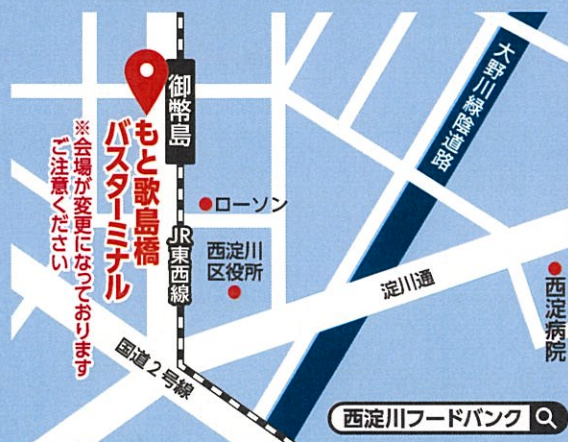 大野川緑陰道路
御幣島
もと歌島橋
バスターミナル
※会場が変更になっております
ご注意ください
ローソン
JR東西線
西淀川
区役所
淀川通
西淀病院
国道2号線
西淀川フードバンク